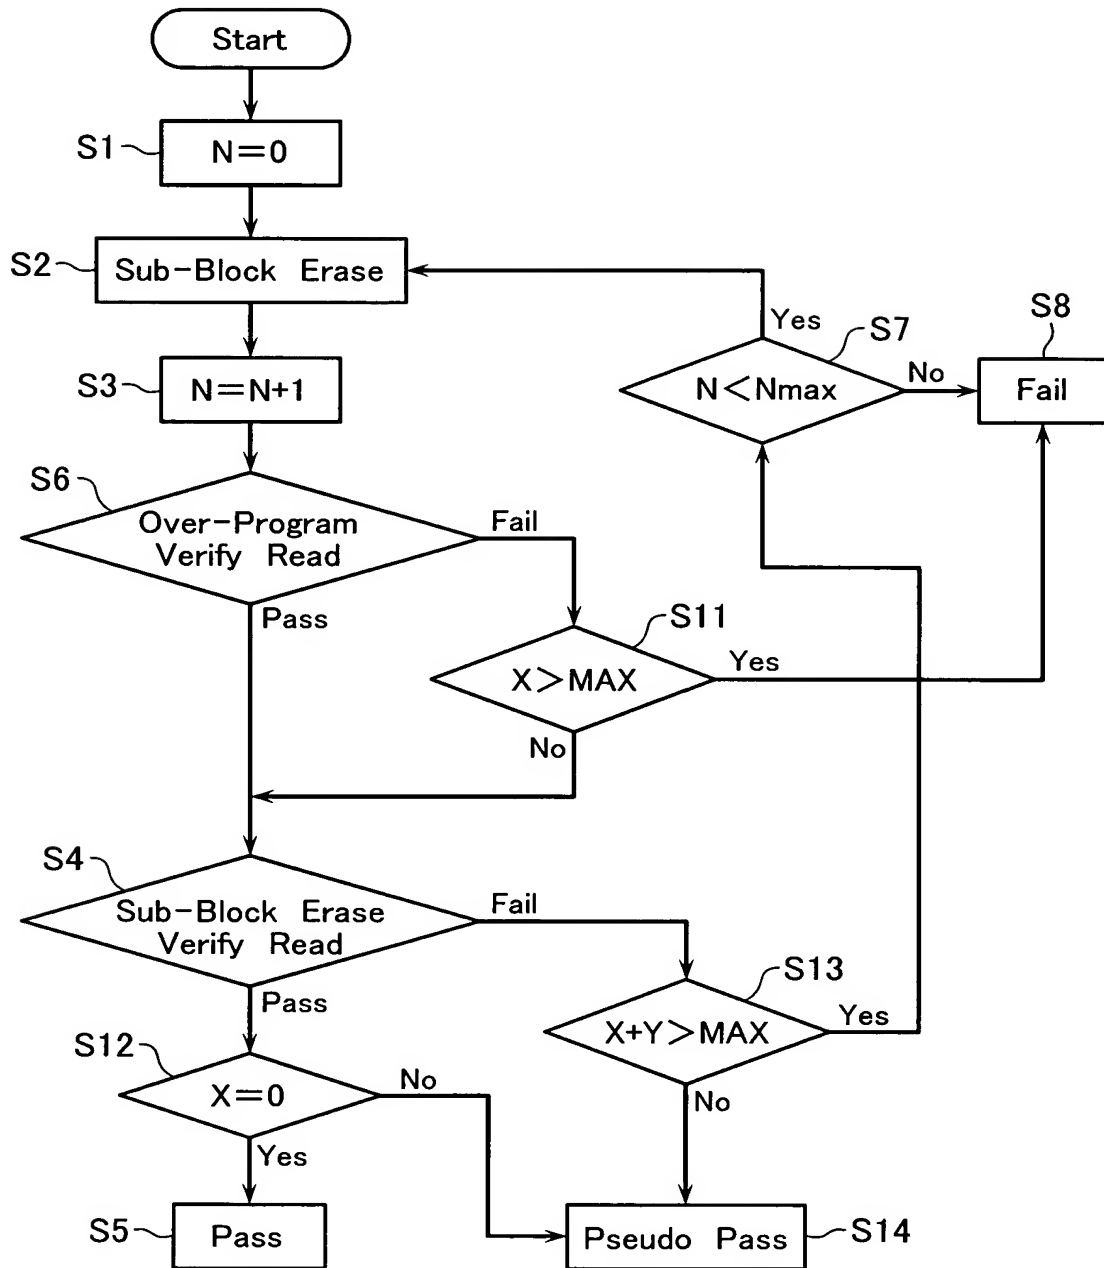 Start
S1
N=0
S2
Sub-Block Erase
S3
N=N+1
Yes
S7
N<Nmax
No
S8
Fail
S6
Over-Program
Verify Read
Fail
Pass
S11
X>MAX
Yes
No
S4
Sub-Block Erase
Verify Read
Fail
Pass
S13
X+Y>MAX
Yes
No
S12
X=0
No
Yes
S5
Pass
Pseudo Pass
S14